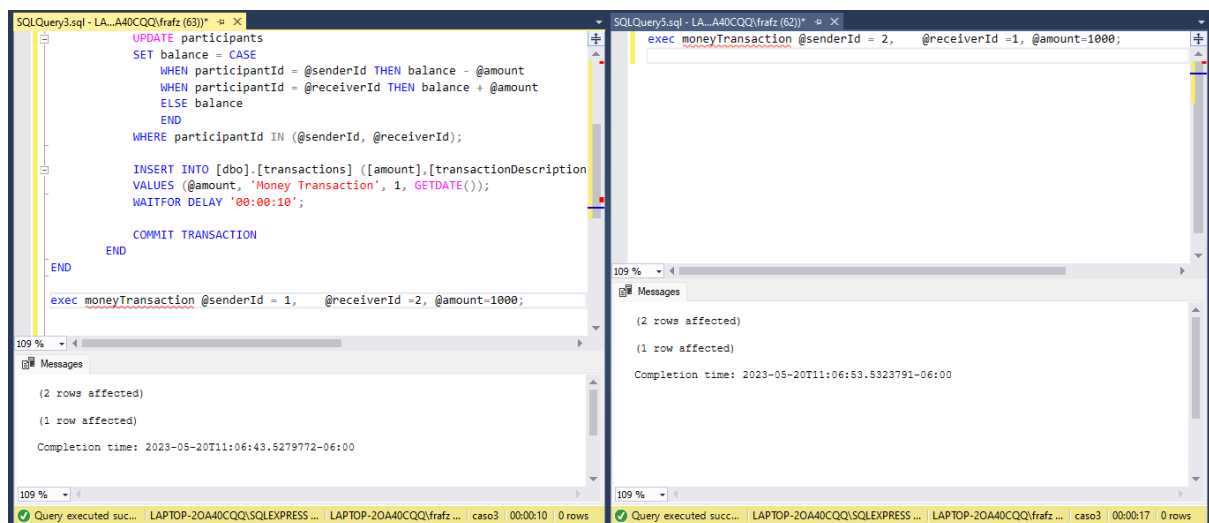 SQLQuery3.sql - LA...A40CQQ\frafz (63))*
UPDATE participants
SET balance = CASE
WHEN participantId = @senderId THEN balance - @amount
WHEN participantId = @receiverId THEN balance + @amount
ELSE balance
END
WHERE participantId IN (@senderId, @receiverId);
INSERT INTO [dbo].[transactions] ([amount],[transactionDescription
VALUES (@amount, 'Money Transaction', 1, GETDATE());
WAITFOR DELAY '00:00:10';
COMMIT TRANSACTION
END
END
exec moneyTransaction @senderId = 1, @receiverId =2, @amount=1000;
109 %
Messages
(2 rows affected)
(1 row affected)
Completion time: 2023-05-20T11:06:43.5279772-06:00
109 %
Query executed suc... LAPTOP-2OA40CQQ\SQLEXPRESS ... LAPTOP-2OA40CQQ\frafz ... caso3 00:00:10 0 rows
SQLQuery5.sql - LA...A40CQQ\frafz (62))*
exec moneyTransaction @senderId = 2, @receiverId =1, @amount=1000;
109 %
Messages
(2 rows affected)
(1 row affected)
Completion time: 2023-05-20T11:06:53.5323791-06:00
109 %
Query executed succ... LAPTOP-2OA40CQQ\SQLEXPRESS ... LAPTOP-2OA40CQQ\frafz ... caso3 00:00:17 0 rows